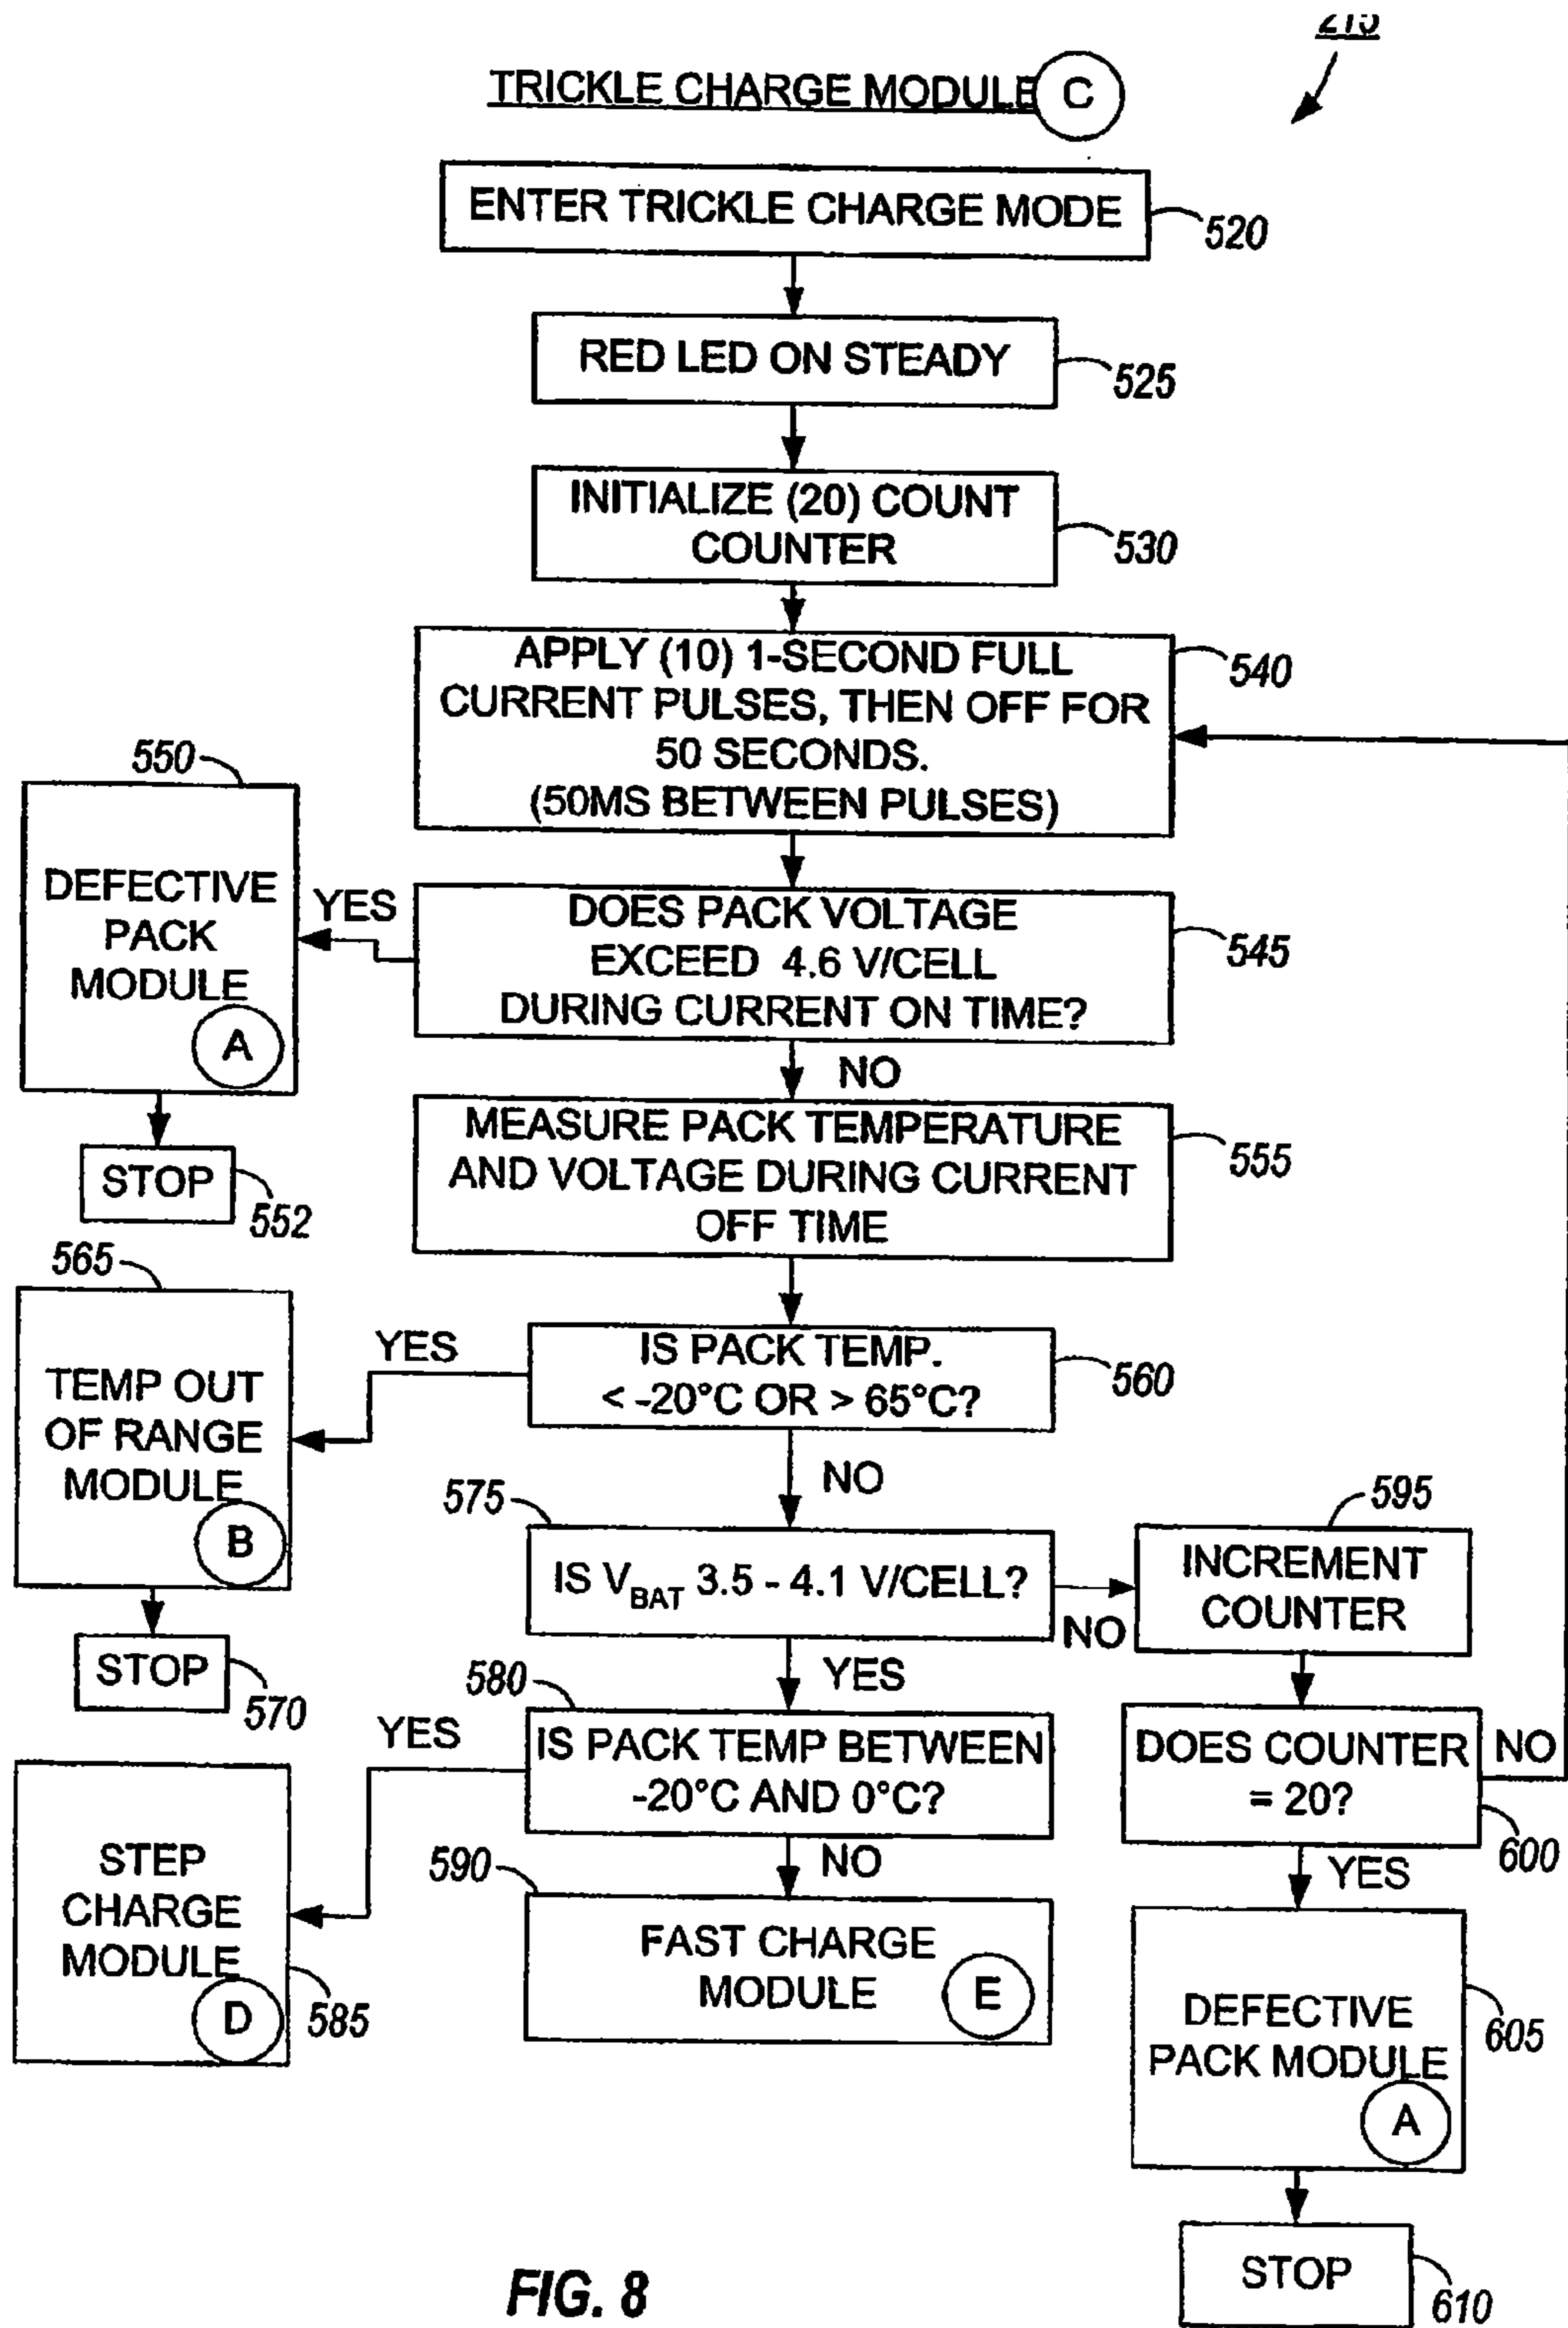 215
TRICKLE CHARGE MODULE C
ENTER TRICKLE CHARGE MODE
520
RED LED ON STEADY
525
INITIALIZE (20) COUNT
COUNTER
530
APPLY (10) 1-SECOND FULL
CURRENT PULSES, THEN OFF FOR
50 SECONDS.
(50MS BETWEEN PULSES)
540
550
DEFECTIVE
PACK
MODULE
A
YES
DOES PACK VOLTAGE
EXCEED 4.6 V/CELL
DURING CURRENT ON TIME?
545
NO
STOP
552
MEASURE PACK TEMPERATURE
AND VOLTAGE DURING CURRENT
OFF TIME
555
565
TEMP OUT
OF RANGE
MODULE
B
YES
IS PACK TEMP.
< -20°C OR > 65°C?
560
NO
STOP
570
575
IS VBAT 3.5 - 4.1 V/CELL?
NO
595
INCREMENT
COUNTER
YES
580
YES
IS PACK TEMP BETWEEN
-20°C AND 0°C?
DOES COUNTER
= 20?
NO
600
STEP
CHARGE
MODULE
D
585
NO
590
FAST CHARGE
MODULE
E
YES
DEFECTIVE
PACK MODULE
A
605
STOP
610
FIG. 8